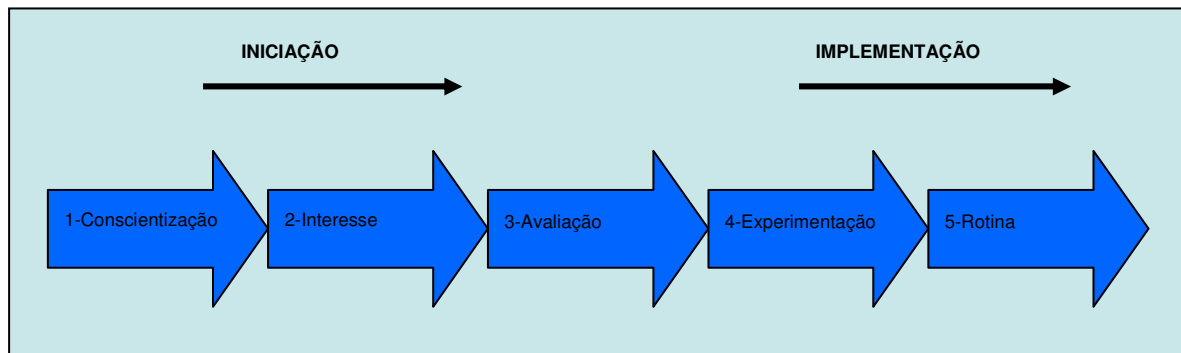 INICIAÇÃO
IMPLEMENTAÇÃO
1-Conscientização
2-Interesse
3-Avaliação
4-Experimentação
5-Rotina